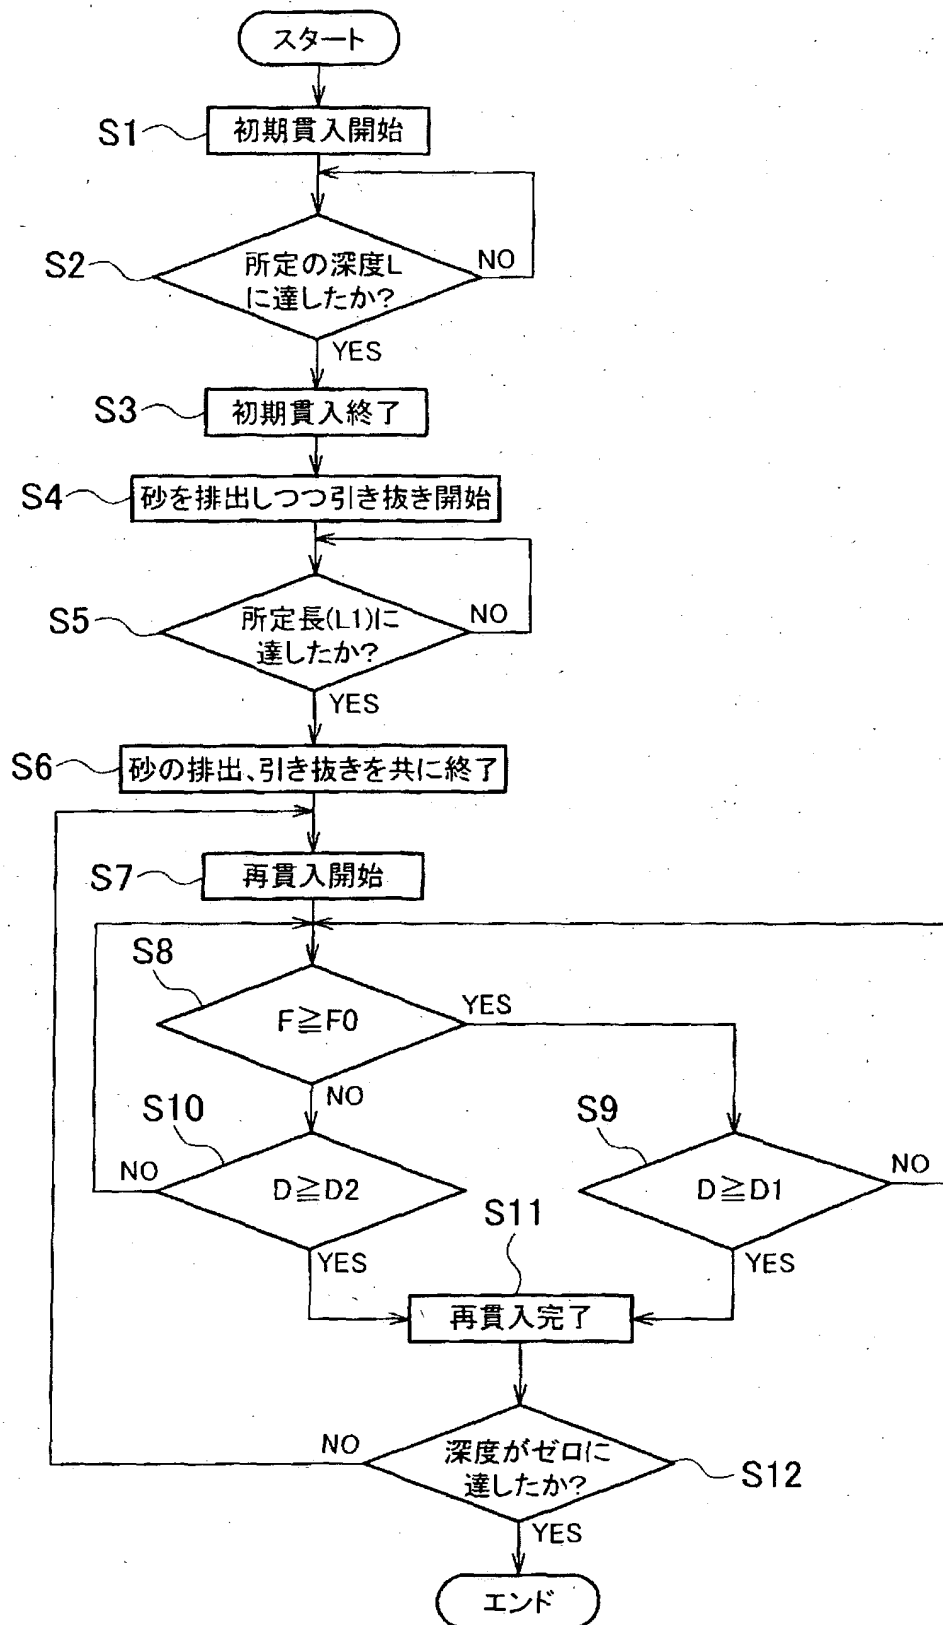 スタート
S1
初期貫入開始
S2
所定の深度L
に達したか?
NO
YES
S3
初期貫入終了
S4
砂を排出しつつ引き抜き開始
S5
所定長(L1)に
達したか?
NO
YES
S6
砂の排出、引き抜きを共に終了
S7
再貫入開始
S8
F≧F0
YES
NO
S10
S9
NO
D≧D2
D≧D1
NO
S11
YES
YES
再貫入完了
NO
深度がゼロに
達したか?
S12
YES
エンド